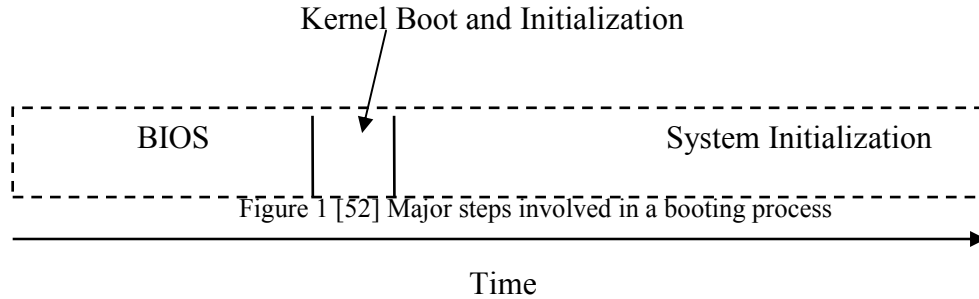 Kernel Boot and Initialization
BIOS
System Initialization
Figure 1 [52] Major steps involved in a booting process
Time